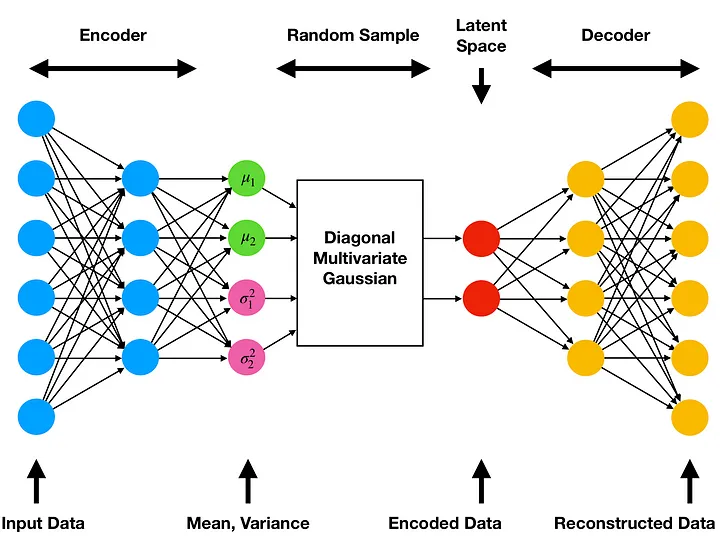 Encoder
Random Sample
Latent
Space
Decoder
μ1
μ2
σ1²
σ2²
Diagonal
Multivariate
Gaussian
Input Data
Mean, Variance
Encoded Data
Reconstructed Data